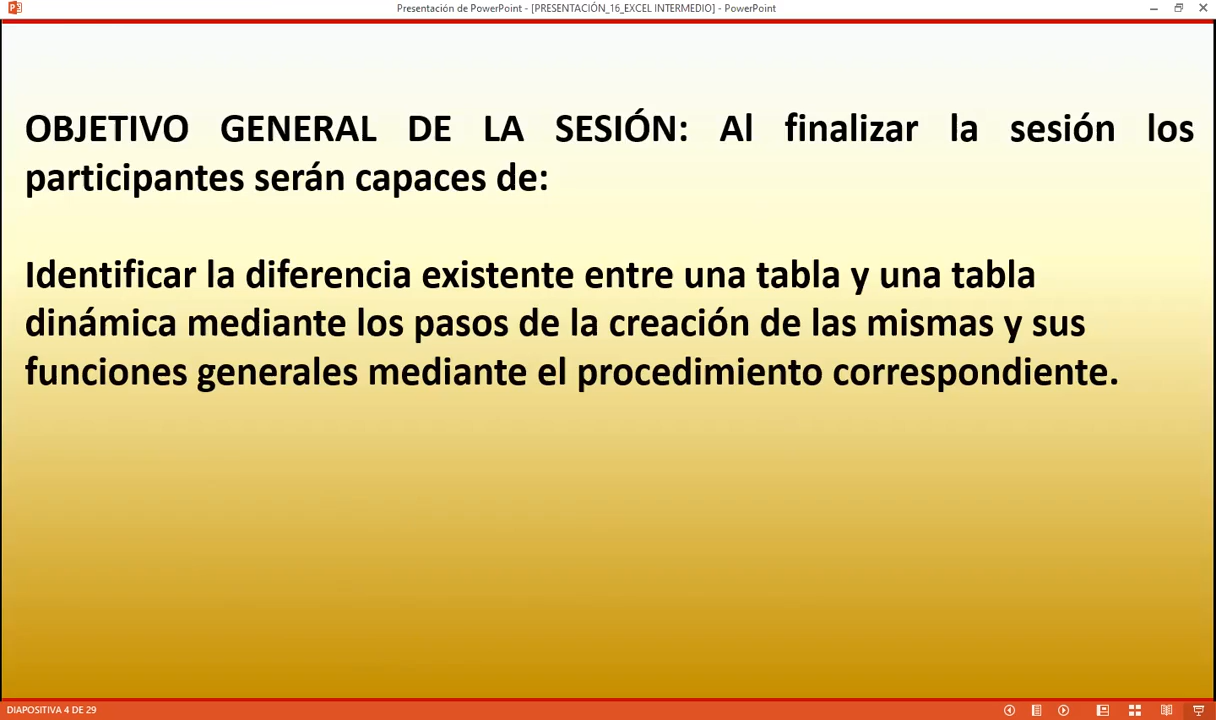 Presentación de PowerPoint - [PRESENTACIÓN_16_EXCEL INTERMEDIO] - PowerPoint
OBJETIVO GENERAL DE LA SESIÓN: Al finalizar la sesión los
participantes serán capaces de:
Identificar la diferencia existente entre una tabla y una tabla
dinámica mediante los pasos de la creación de las mismas y sus
funciones generales mediante el procedimiento correspondiente.
DIAPOSITIVA 4 DE 29